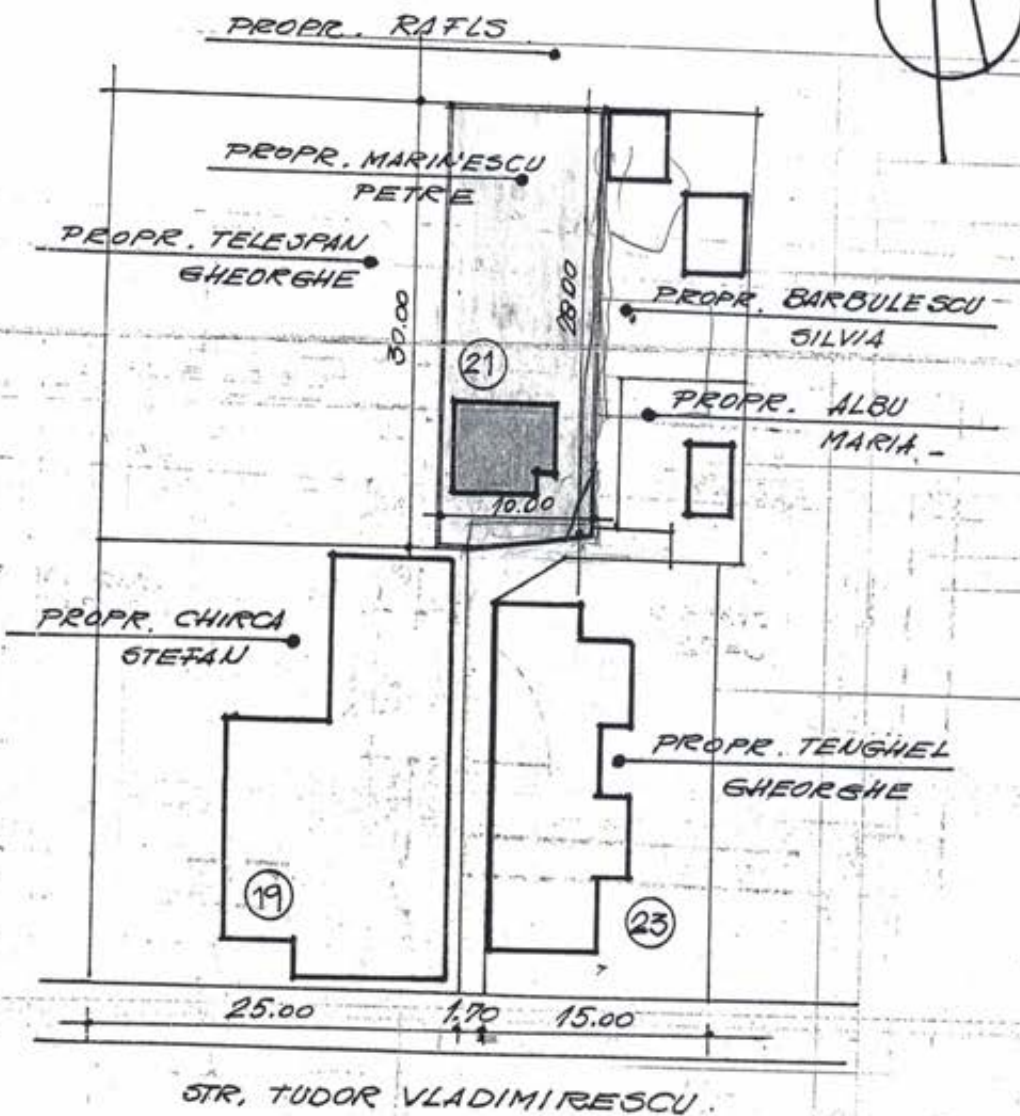 PROPR. RAFLS
PROPR. MARINESCU
PETRE
PROPR. TELESPAN
GHEORGHE
30.00
28.00
PROPR. BARBULESCU
SILVIA
21
PROPR. ALBU
MARIA -
10.00
PROPR. CHIRCA
STEFAN
PROPR. TENGHEL
GHEORGHE
19
23
25.00 1.70 15.00
STR. TUDOR VLADIMIRESCU.